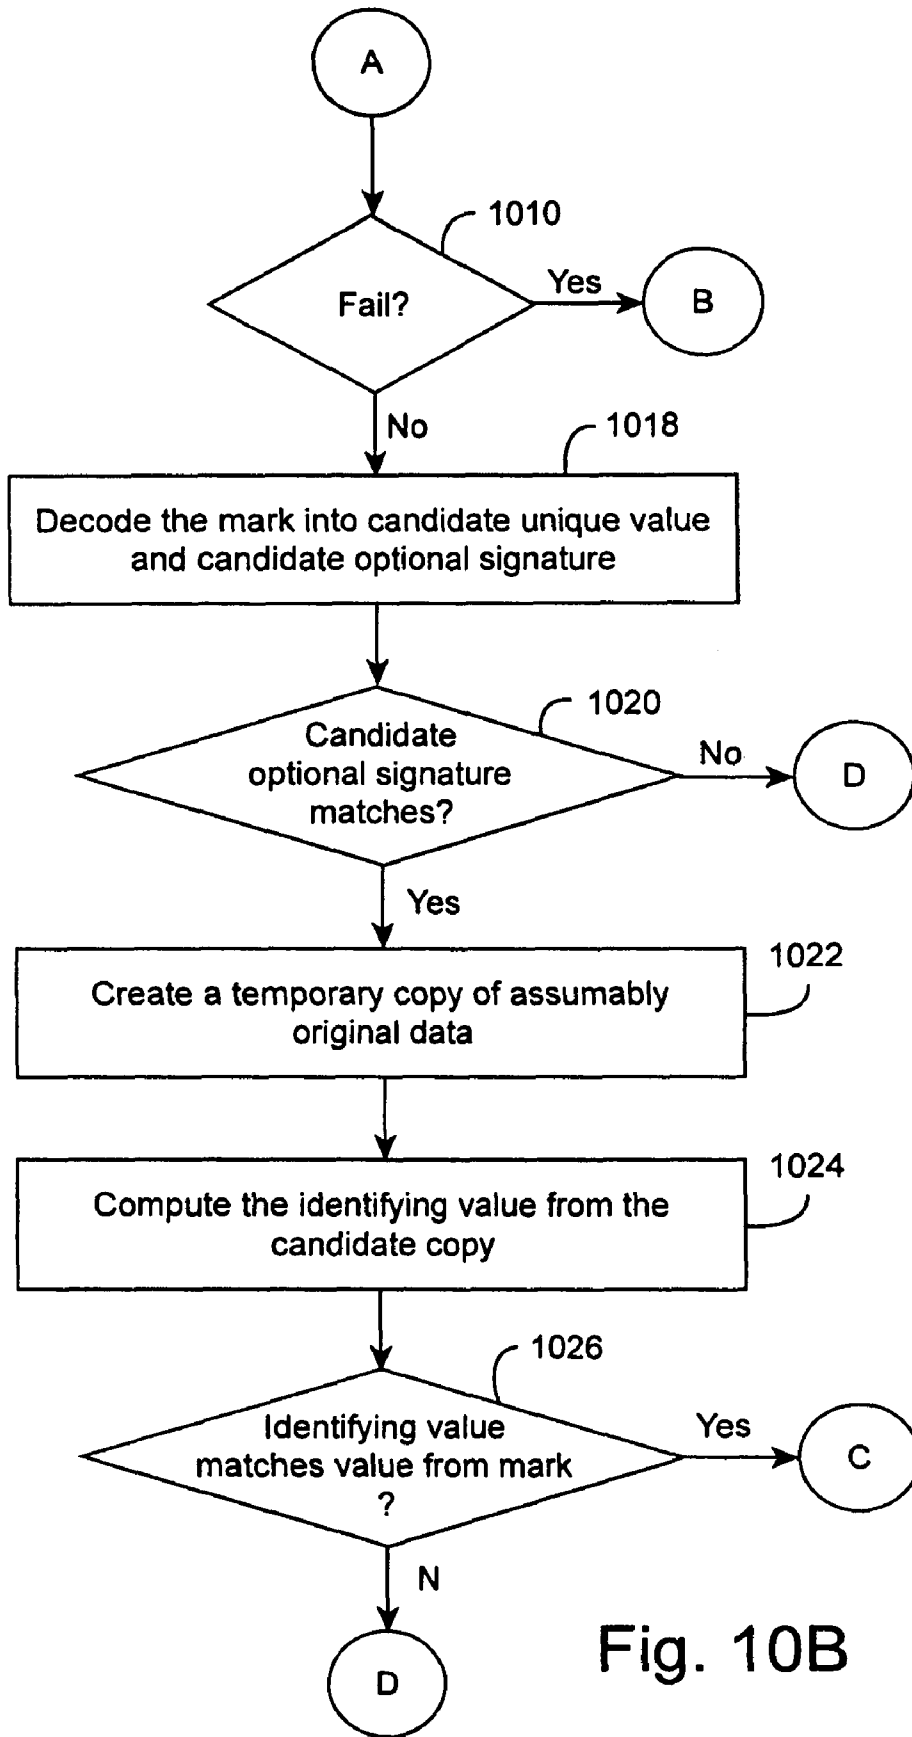 A
1010
Fail?
Yes
B
No
1018
Decode the mark into candidate unique value
and candidate optional signature
1020
Candidate
optional signature
matches?
No
D
Yes
1022
Create a temporary copy of assumably
original data
1024
Compute the identifying value from the
candidate copy
1026
Identifying value
matches value from mark
?
Yes
C
N
D
Fig. 10B